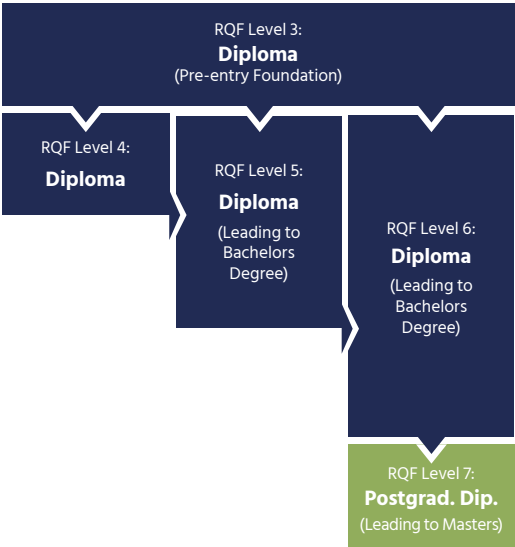 RQF Level 3:
Diploma
(Pre-entry Foundation)
RQF Level 4:
Diploma
RQF Level 5:
Diploma
(Leading to
Bachelors
Degree)
RQF Level 6:
Diploma
(Leading to
Bachelors
Degree)
RQF Level 7:
Postgrad. Dip.
(Leading to Masters)